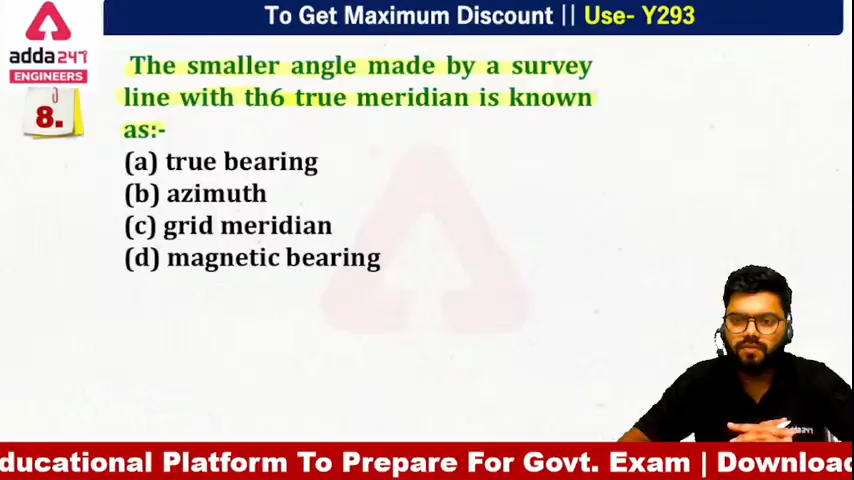 To Get Maximum Discount || Use- Y293
adda247
ENGINEERS
8.
The smaller angle made by a survey
line with th6 true meridian is known
as:-
(a) true bearing
(b) azimuth
(c) grid meridian
(d) magnetic bearing
ducational Platform To Prepare For Govt. Exam | Download